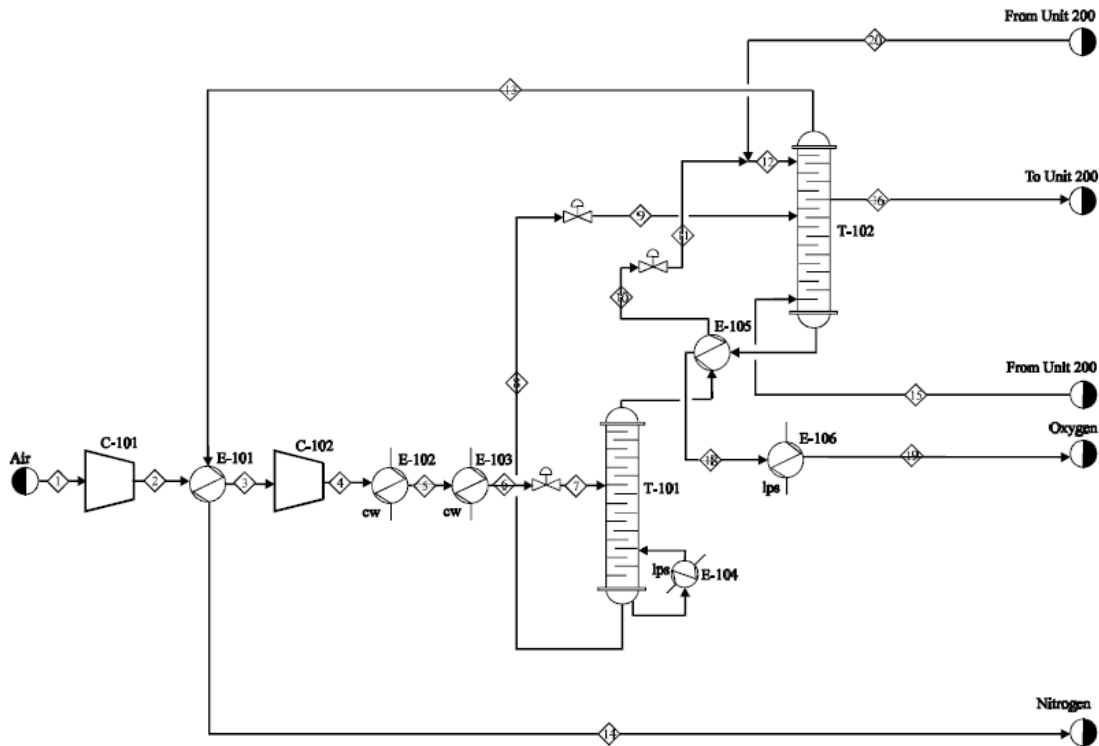 From Unit 200
20
13
12
To Unit 200
16
9
T-102
11
10
E-105
From Unit 200
8
15
Oxygen
C-102
E-106
C-101
E-102
E-103
Air
E-101
18
19
1
2
3
4
5
6
7
T-101
cw
cw
lps
lps
E-104
Nitrogen
14